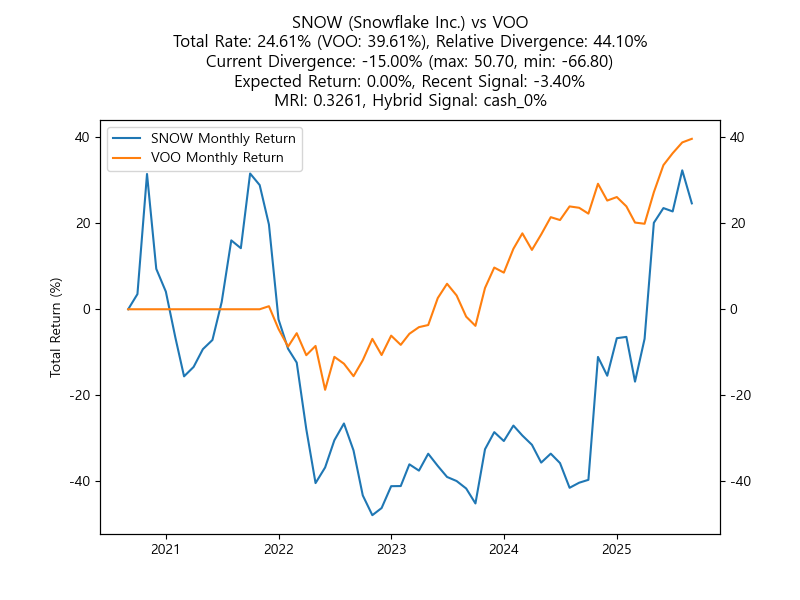 SNOW (Snowflake Inc.) vs VOO
Total Rate: 24.61% (VOO: 39.61%), Relative Divergence: 44.10%
Current Divergence: -15.00% (max: 50.70, min: -66.80)
Expected Return: 0.00%, Recent Signal: -3.40%
MRI: 0.3261, Hybrid Signal: cash_0%
SNOW Monthly Return
VOO Monthly Return
Total Return (%)
40
20
0
-20
-40
40
20
0
-20
-40
2021
2022
2023
2024
2025